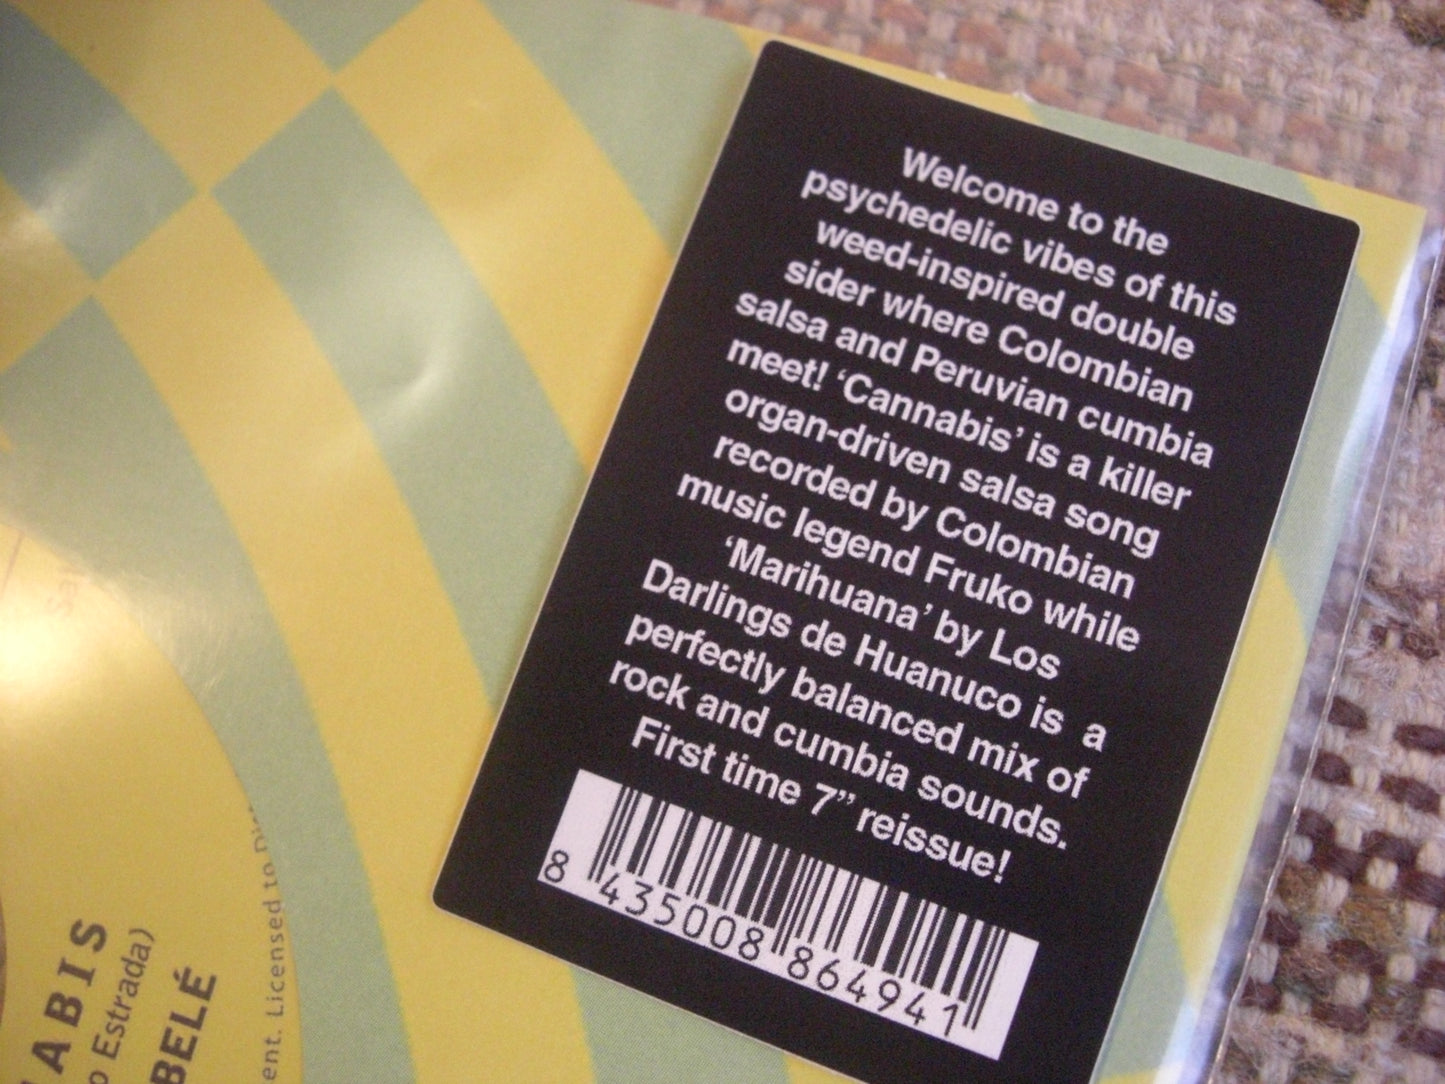 Welcome to the
psychedelic vibes of this
weed-inspired double
sider where Colombian
salsa and Peruvian cumbia
meet! ‘Cannabis’ is a killer
organ-driven salsa song
recorded by Colombian
music legend Fruko while
‘Marihuana’ by Los
Darlings de Huanuco is a
perfectly balanced mix of
rock and cumbia sounds.
First time 7” reissue!
8 435008 864941
ABIS
Estrada)
BELÉ
Licensed to